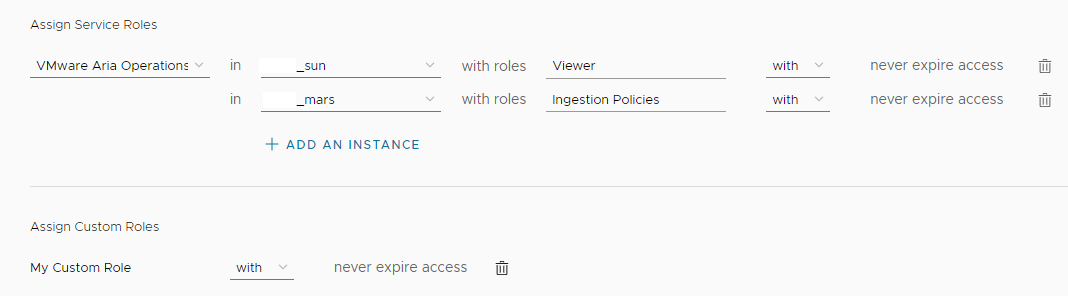 Assign Service Roles
VMware Aria Operations in _sun with roles Viewer with never expire access
in _mars with roles Ingestion Policies with never expire access
ADD AN INSTANCE
Assign Custom Roles
My Custom Role with never expire access